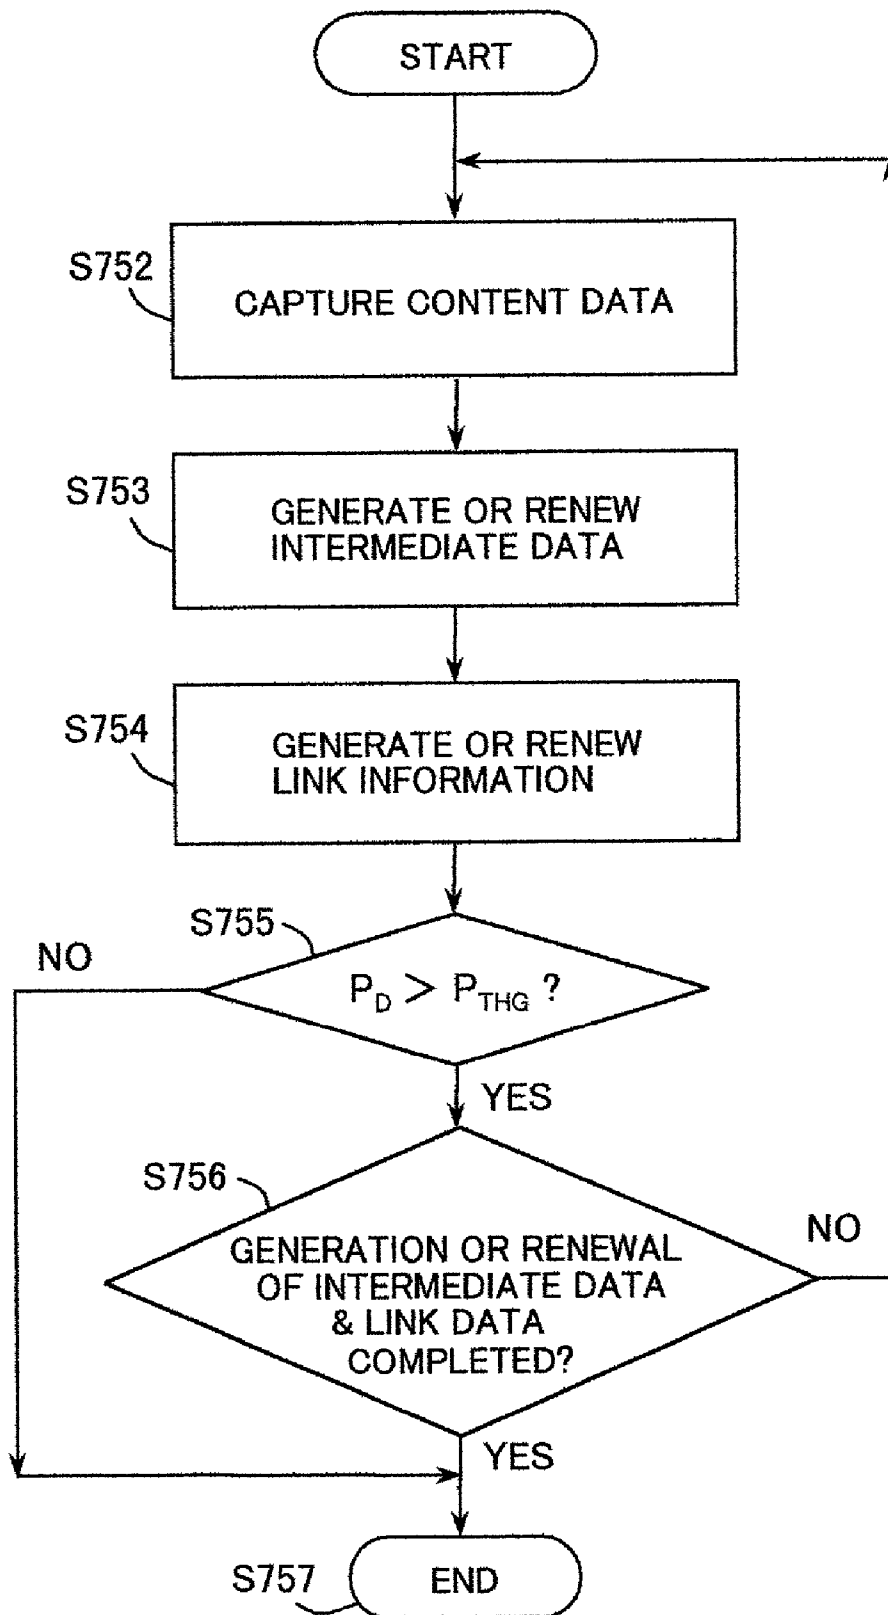 START
S752
CAPTURE CONTENT DATA
S753
GENERATE OR RENEW
INTERMEDIATE DATA
S754
GENERATE OR RENEW
LINK INFORMATION
S755
NO
P_D > P_THG ?
YES
S756
NO
GENERATION OR RENEWAL
OF INTERMEDIATE DATA
& LINK DATA
COMPLETED?
YES
S757
END